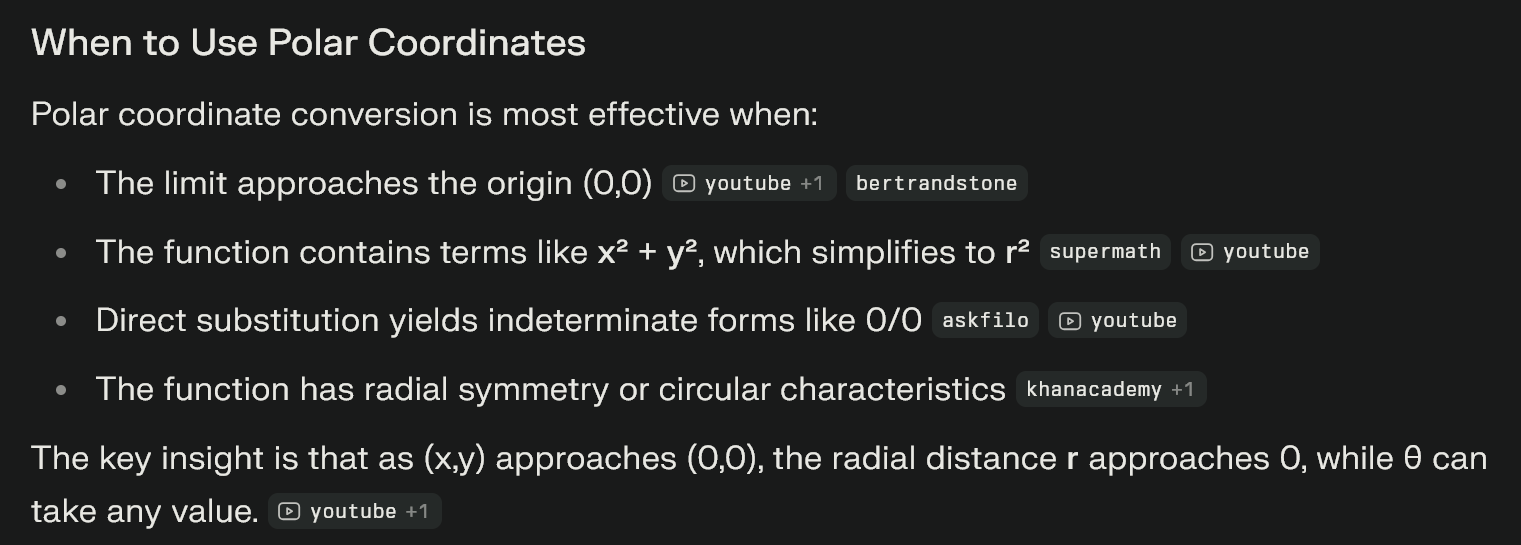 When to Use Polar Coordinates
Polar coordinate conversion is most effective when:
• The limit approaches the origin (0,0) youtube +1 bertrandstone
• The function contains terms like x² + y², which simplifies to r² supermath youtube
• Direct substitution yields indeterminate forms like 0/0 askfilo youtube
• The function has radial symmetry or circular characteristics khanacademy +1
The key insight is that as (x,y) approaches (0,0), the radial distance r approaches 0, while θ can
take any value. youtube +1